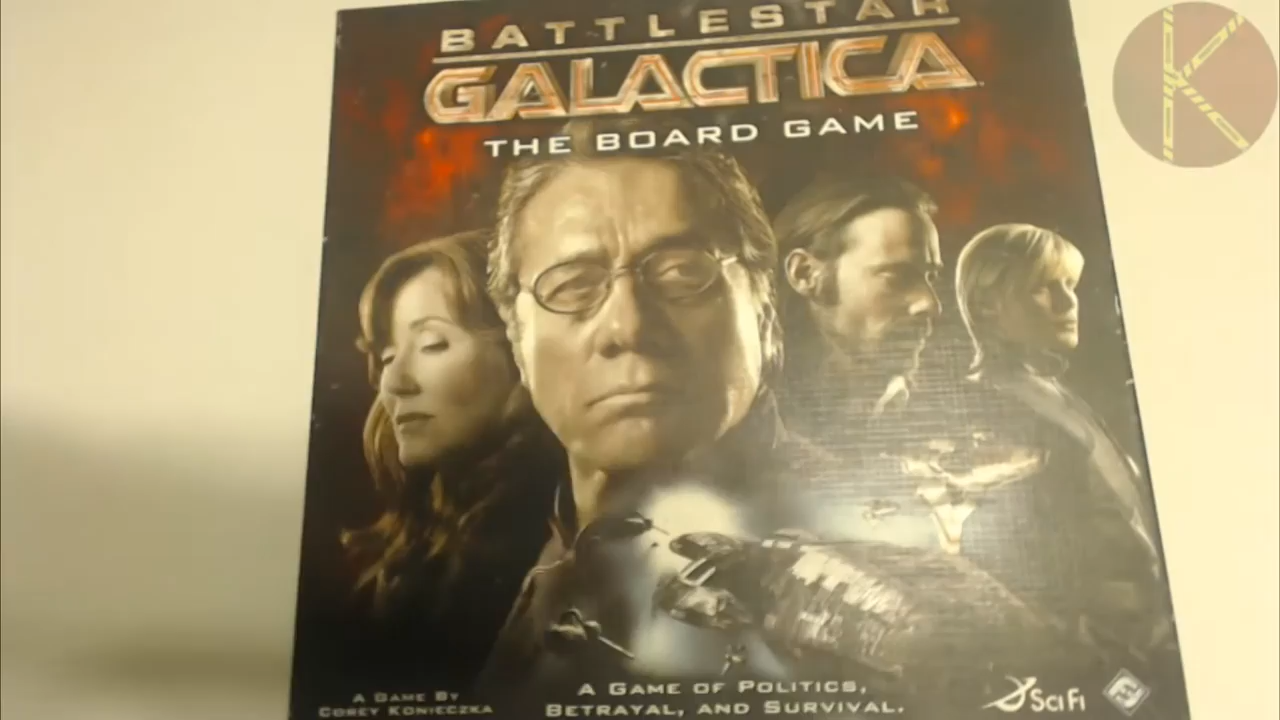 BATTLESTAR
GALACTICA
THE BOARD GAME
A GAME BY
COREY KONIECZKA
A GAME OF POLITICS,
BETRAYAL, AND SURVIVAL.
SciFi
K